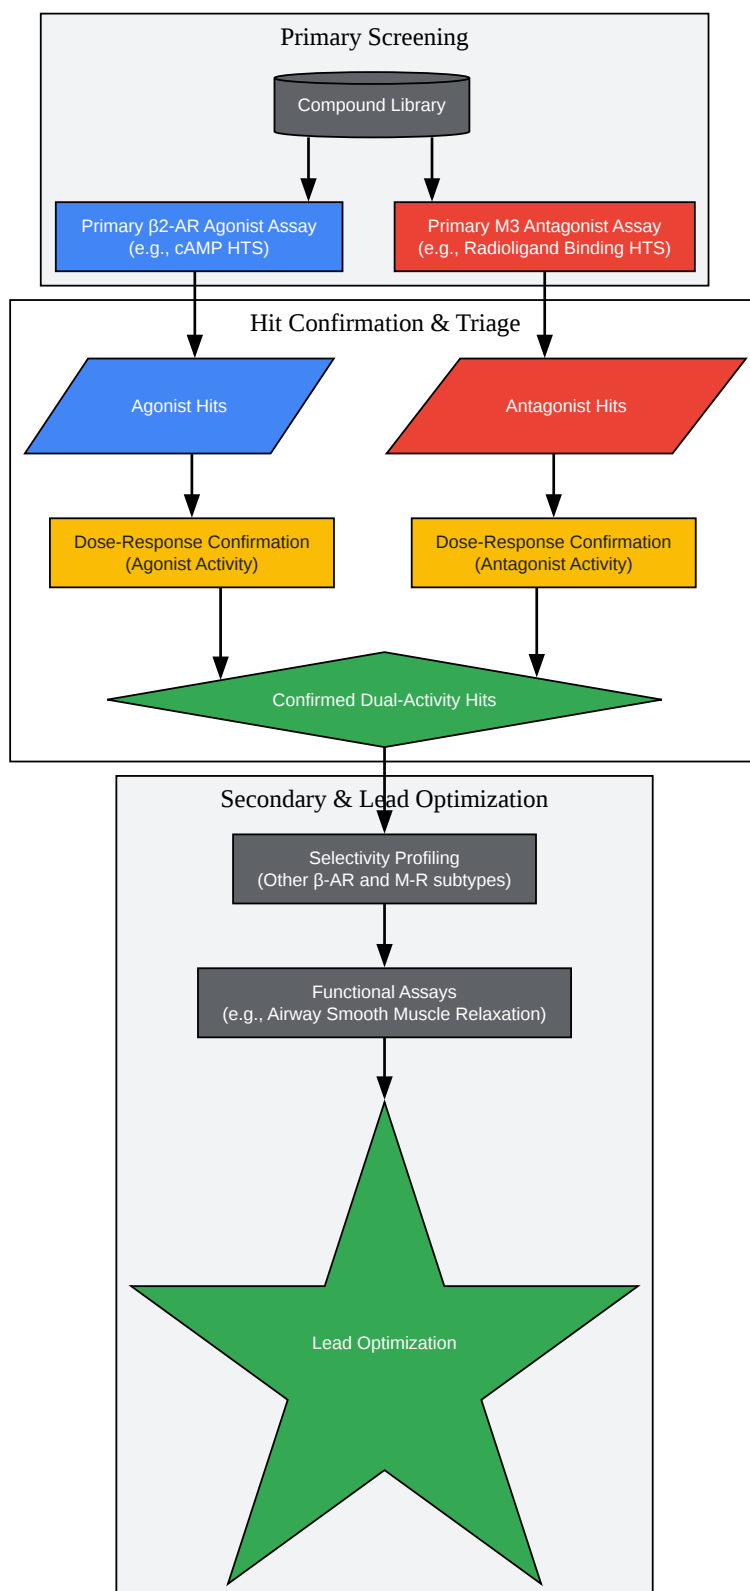 Primary Screening
Compound Library
Primary β2-AR Agonist Assay
(e.g., cAMP HTS)
Primary M3 Antagonist Assay
(e.g., Radioligand Binding HTS)
Hit Confirmation & Triage
Agonist Hits
Antagonist Hits
Dose-Response Confirmation
(Agonist Activity)
Dose-Response Confirmation
(Antagonist Activity)
Confirmed Dual-Activity Hits
Secondary & Lead Optimization
Selectivity Profiling
(Other β-AR and M-R subtypes)
Functional Assays
(e.g., Airway Smooth Muscle Relaxation)
Lead Optimization